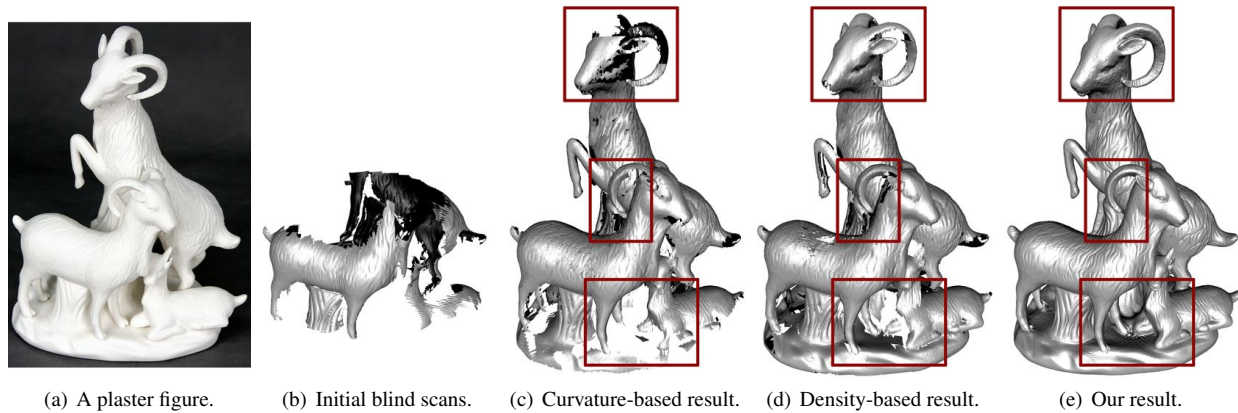 (a) A plaster figure.
(b) Initial blind scans.
(c) Curvature-based result.
(d) Density-based result.
(e) Our result.